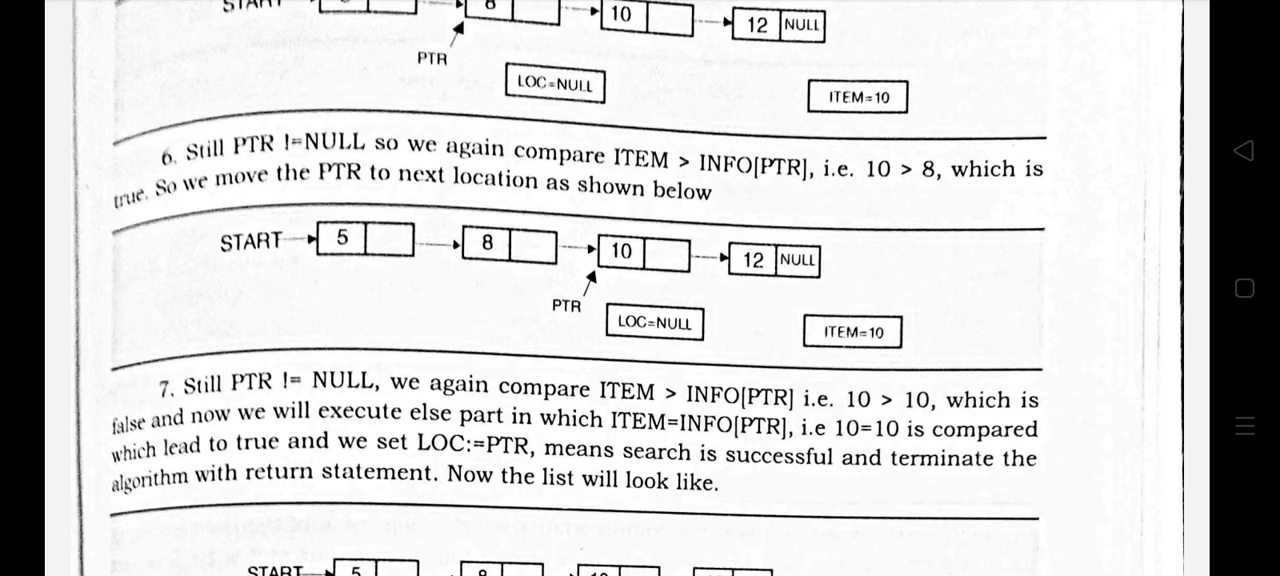 START
8
10
12 NULL
PTR
LOC=NULL
ITEM=10
6. Still PTR !=NULL so we again compare ITEM > INFO[PTR], i.e. 10 > 8, which is
true. So we move the PTR to next location as shown below
START 5 8 10 12 NULL
PTR
LOC=NULL
ITEM=10
7. Still PTR != NULL, we again compare ITEM > INFO[PTR] i.e. 10 > 10, which is
false and now we will execute else part in which ITEM=INFO[PTR], i.e 10=10 is compared
which lead to true and we set LOC:=PTR, means search is successful and terminate the
algorithm with return statement. Now the list will look like.
START 5 8